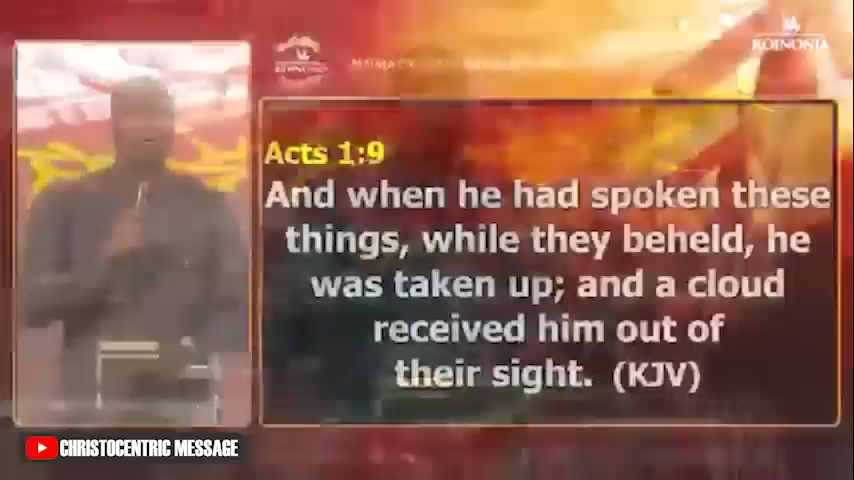 KOINONIA
KOINONIA
Acts 1:9
And when he had spoken these
things, while they beheld, he
was taken up; and a cloud
received him out of
their sight. (KJV)
CHRISTOCENTRIC MESSAGE